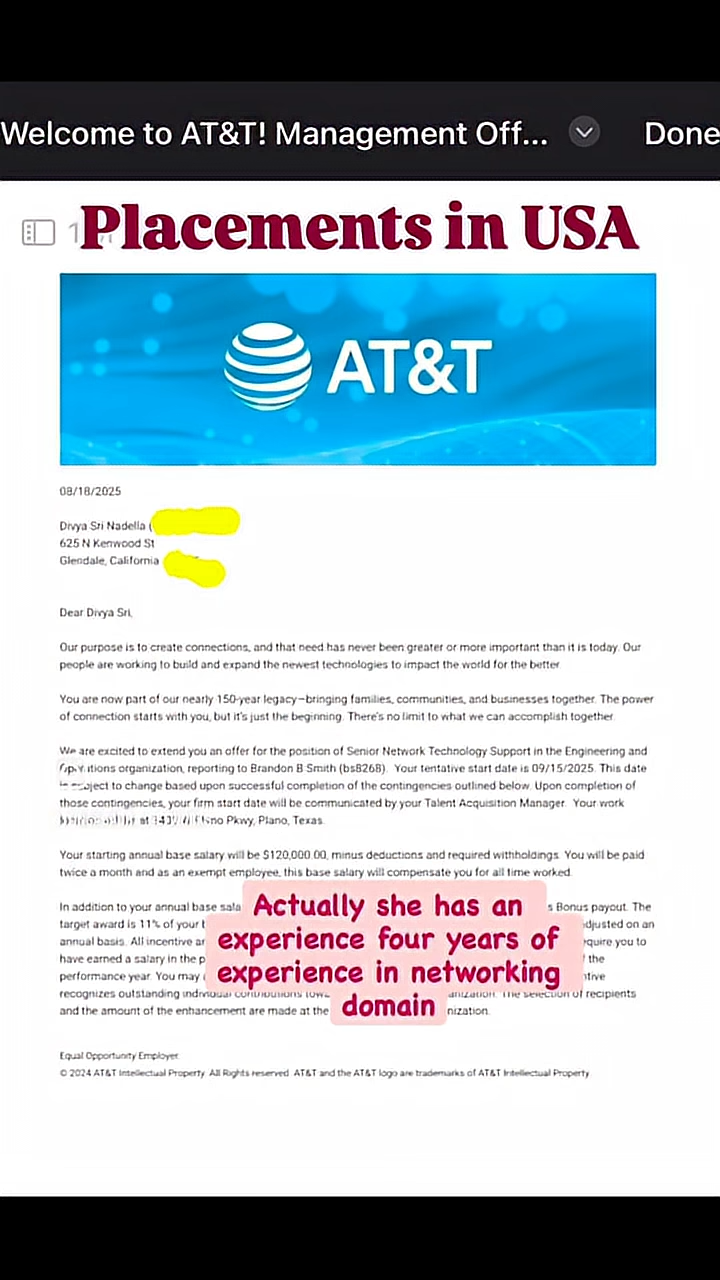 Welcome to AT&T! Management Off...
Done
Placements in USA
AT&T
08/18/2025
Divya Sri Nadella (
625 N Kenwood St
Glendale, California
Dear Divya Sri,
Our purpose is to create connections, and that need has never been greater or more important than it is today. Our
people are working to build and expand the newest technologies to impact the world for the better.
You are now part of our nearly 150-year legacy—bringing families, communities, and businesses together. The power
of connection starts with you, but it's just the beginning. There's no limit to what we can accomplish together.
We are excited to extend you an offer for the position of Senior Network Technology Support in the Engineering and
organization, reporting to Brandon B Smith (bs8268). Your tentative start date is 09/15/2025. This date
is subject to change based upon successful completion of the contingencies outlined below. Upon completion of
those contingencies, your firm start date will be communicated by your Talent Acquisition Manager. Your work
Pkwy, Plano, Texas.
Your starting annual base salary will be $120,000.00, minus deductions and required withholdings. You will be paid
twice a month and as an exempt employee, this base salary will compensate you for all time worked.
In addition to your annual base sala s Bonus payout. The
target award is 11% of your t djusted on an
annual basis. All incentive ar quire you to
have earned a salary in the p the
performance year. You may tive
recognizes outstanding individual contributions The selection of recipients
and the amount of the enhancement are made at the nization.
Actually she has an
experience four years of
experience in networking
domain
Equal Opportunity Employer
© 2024 AT&T Intellectual Property. All Rights reserved. AT&T and the AT&T logo are trademarks of AT&T Intellectual Property.